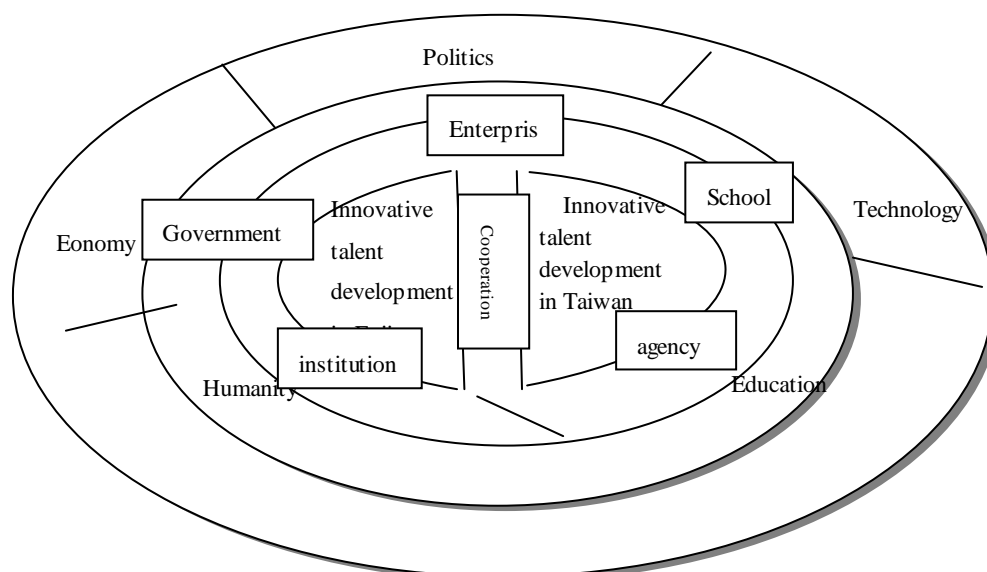 Politics
Enterpris
School
Technology
Government
Eonomy
Innovative
talent
development
Cooperation
Innovative
talent
development
in Taiwan
institution
agency
Humanity
Education